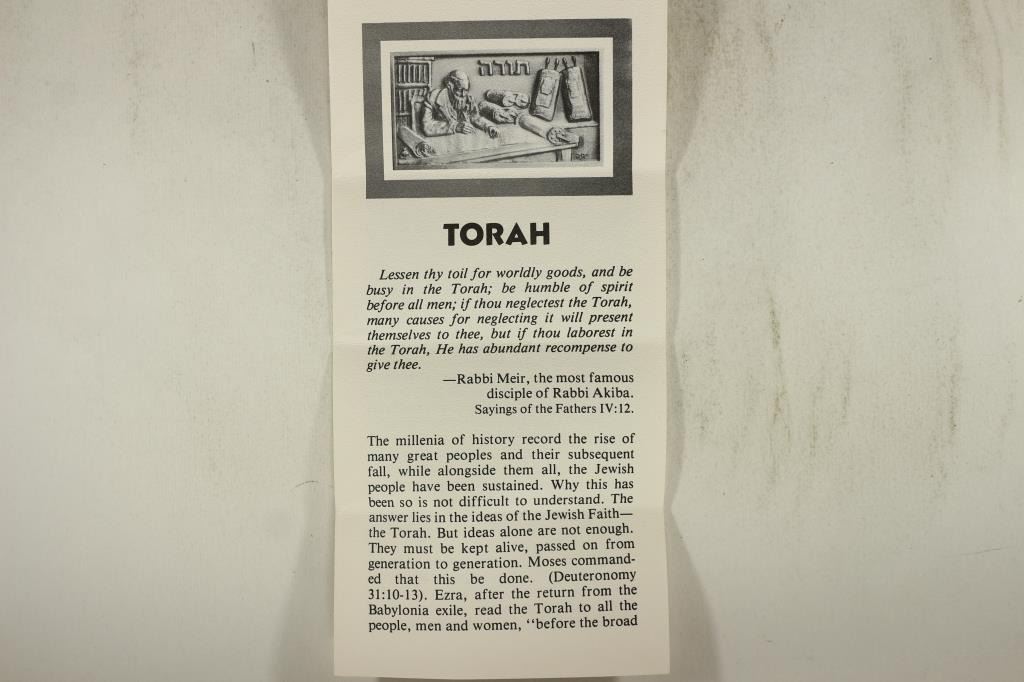 תורה
TORAH
Lessen thy toil for worldly goods, and be
busy in the Torah; be humble of spirit
before all men; if thou neglectest the Torah,
many causes for neglecting it will present
themselves to thee, but if thou laborest in
the Torah, He has abundant recompense to
give thee.
—Rabbi Meir, the most famous
disciple of Rabbi Akiba.
Sayings of the Fathers IV:12.
The millenia of history record the rise of
many great peoples and their subsequent
fall, while alongside them all, the Jewish
people have been sustained. Why this has
been so is not difficult to understand. The
answer lies in the ideas of the Jewish Faith—
the Torah. But ideas alone are not enough.
They must be kept alive, passed on from
generation to generation. Moses command-
ed that this be done. (Deuteronomy
31:10-13). Ezra, after the return from the
Babylonia exile, read the Torah to all the
people, men and women, ‘‘before the broad